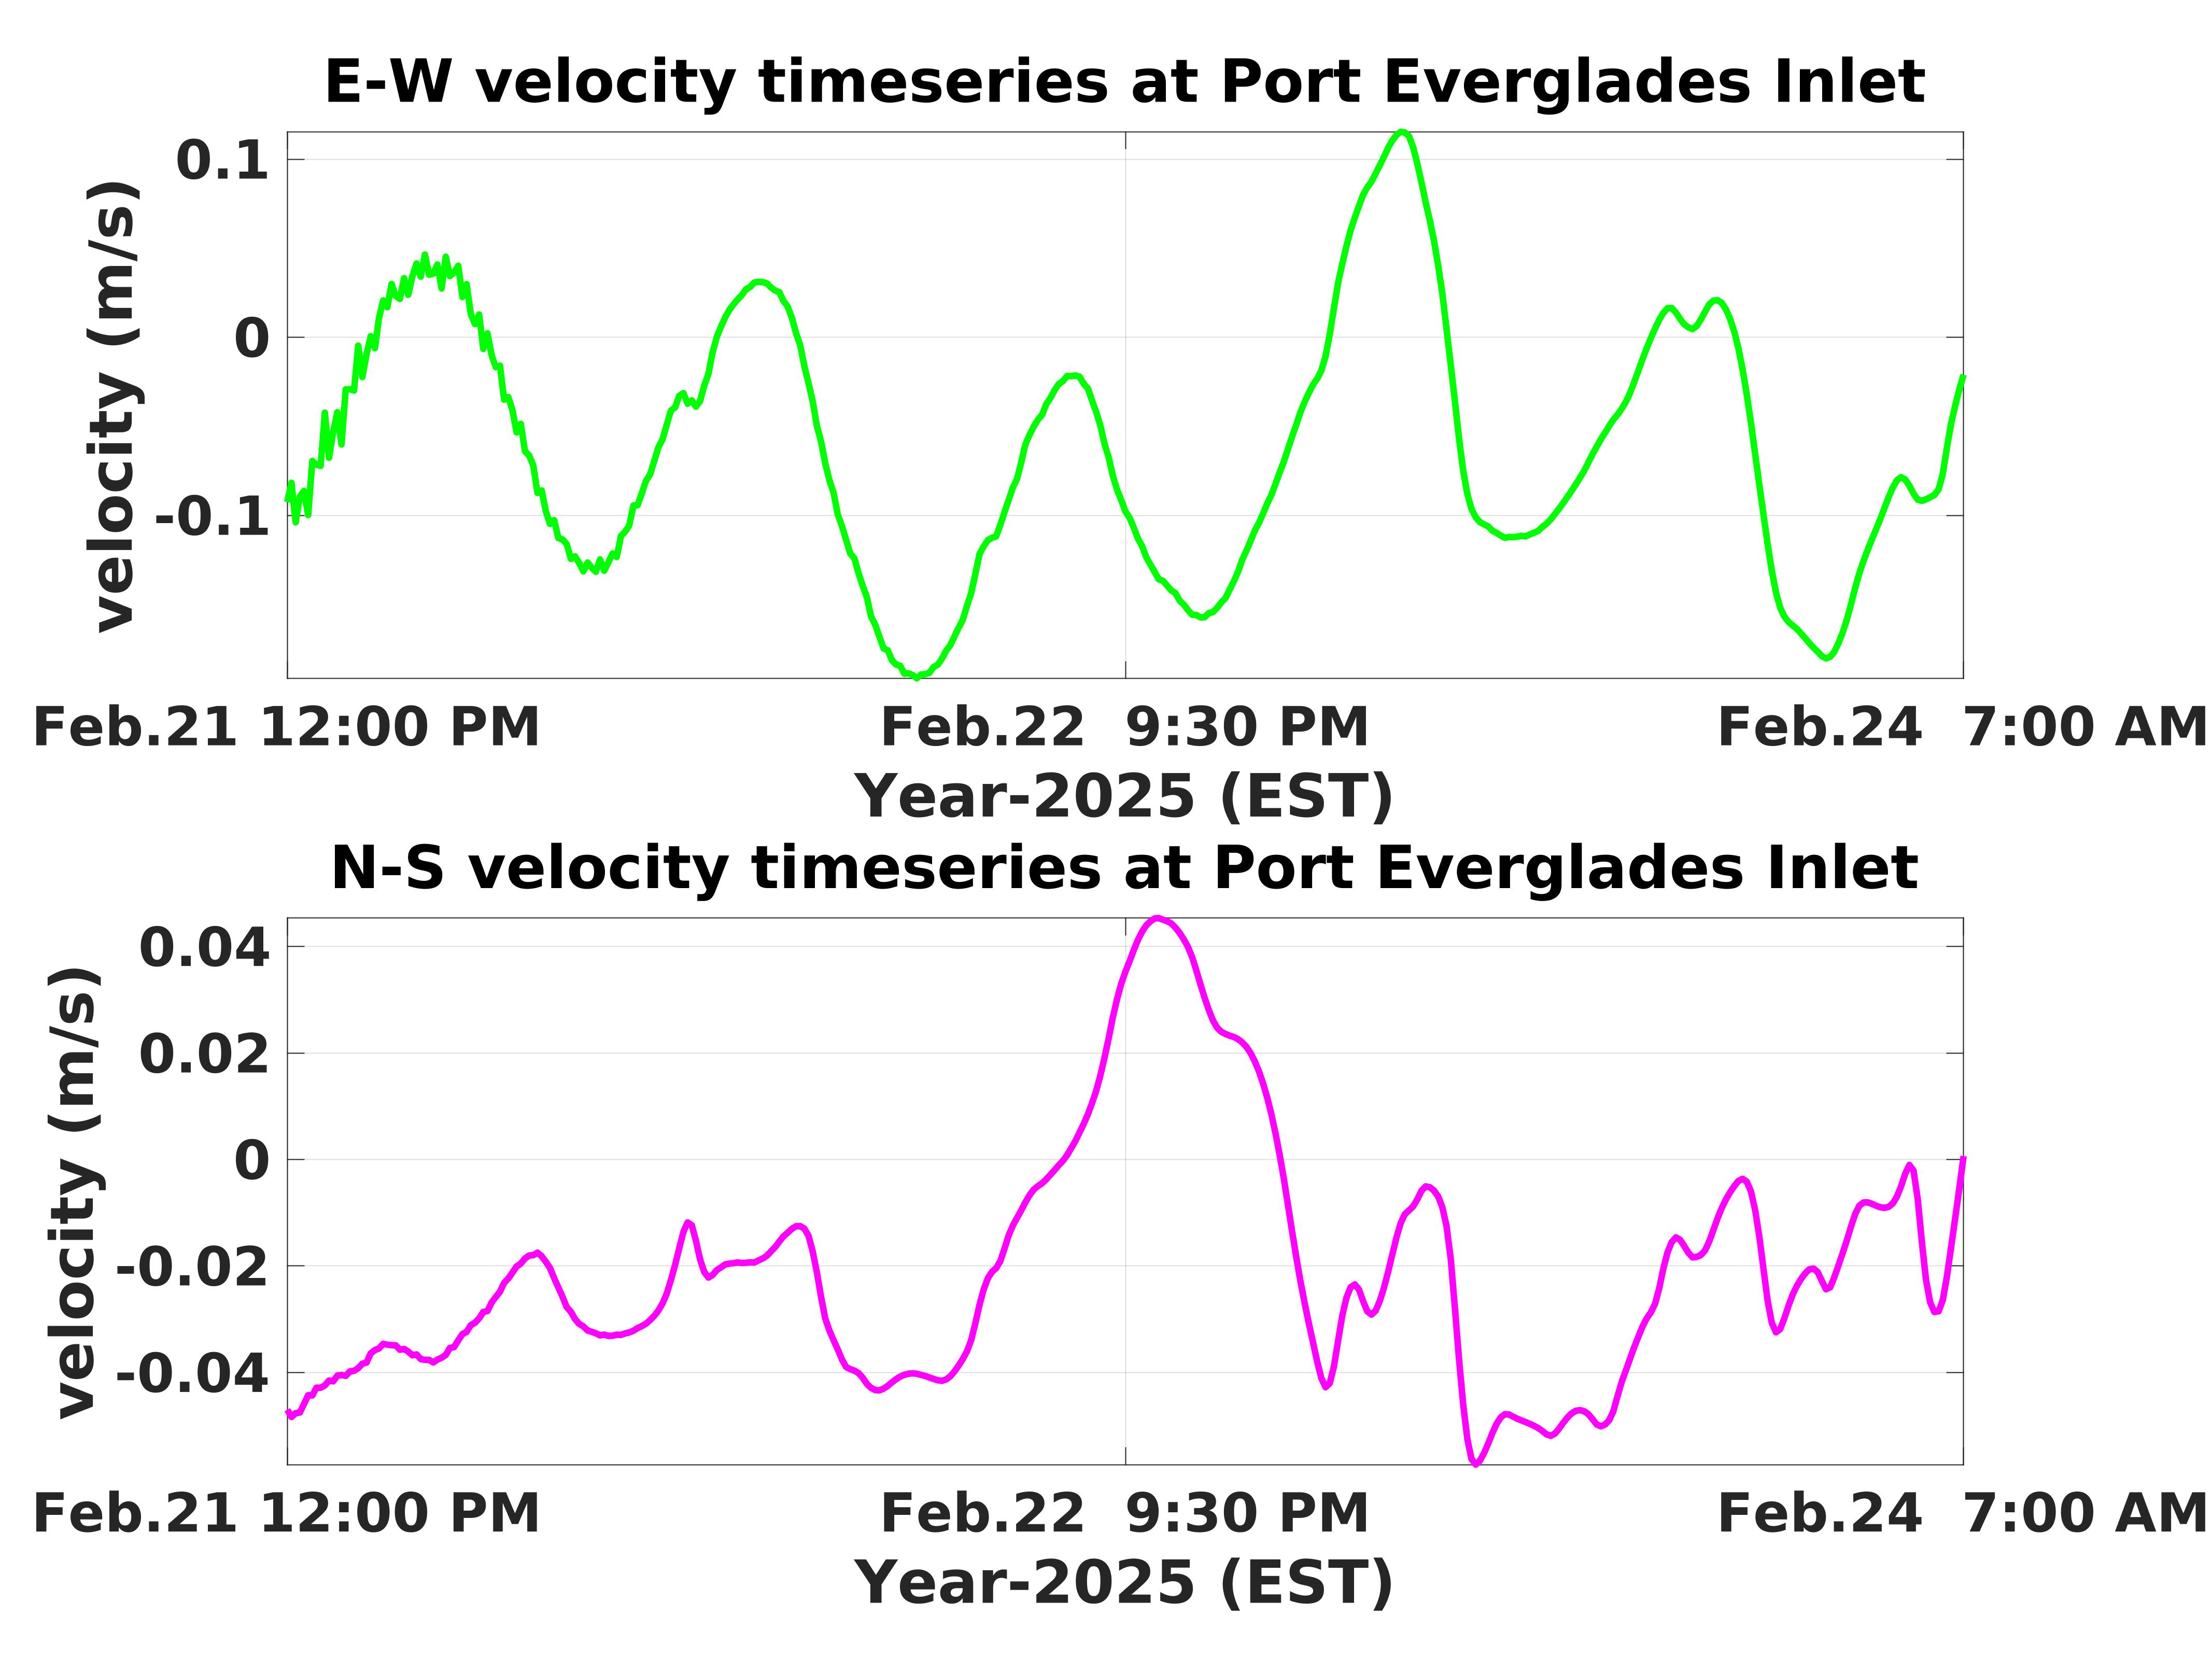 E-W velocity timeseries at Port Everglades Inlet
velocity (m/s)
0.1
0
-0.1
Feb.21 12:00 PM Feb.22 9:30 PM Feb.24 7:00 AM
Year-2025 (EST)
N-S velocity timeseries at Port Everglades Inlet
velocity (m/s)
0.04
0.02
0
-0.02
-0.04
Feb.21 12:00 PM Feb.22 9:30 PM Feb.24 7:00 AM
Year-2025 (EST)